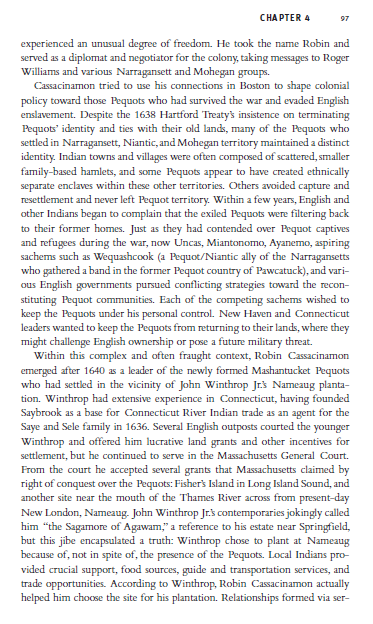 CHAPTER 4 97
experienced an unusual degree of freedom. He took the name Robin and
served as a diplomat and negotiator for the colony, taking messages to Roger
Williams and various Narragansett and Mohegan groups.
Cassacinamon tried to use his connections in Boston to shape colonial
policy toward those Pequots who had survived the war and evaded English
enslavement. Despite the 1638 Hartford Treaty's insistence on terminating
Pequots' identity and ties with their old lands, many of the Pequots who
settled in Narragansett, Niantic, and Mohegan territory maintained a distinct
identity. Indian towns and villages were often composed of scattered, smaller
family-based hamlets, and some Pequots appear to have created ethnically
separate enclaves within these other territories. Others avoided capture and
resettlement and never left Pequot territory. Within a few years, English and
other Indians began to complain that the exiled Pequots were filtering back
to their former homes. Just as they had contended over Pequot captives
and refugees during the war, now Uncas, Miantonomo, Ayanemo, aspiring
sachems such as Wequashcook (a Pequot/Niantic ally of the Narragansetts
who gathered a band in the former Pequot country of Pawcatuck), and vari-
ous English governments pursued conflicting strategies toward the recon-
stituting Pequot communities. Each of the competing sachems wished to
keep the Pequots under his personal control. New Haven and Connecticut
leaders wanted to keep the Pequots from returning to their lands, where they
might challenge English ownership or pose a future military threat.
Within this complex and often fraught context, Robin Cassacinamon
emerged after 1640 as a leader of the newly formed Mashantucket Pequots
who had settled in the vicinity of John Winthrop Jr.'s Nameaug planta-
tion. Winthrop had extensive experience in Connecticut, having founded
Saybrook as a base for Connecticut River Indian trade as an agent for the
Saye and Sele family in 1636. Several English outposts courted the younger
Winthrop and offered him lucrative land grants and other incentives for
settlement, but he continued to serve in the Massachusetts General Court.
From the court he accepted several grants that Massachusetts claimed by
right of conquest over the Pequots: Fisher's Island in Long Island Sound, and
another site near the mouth of the Thames River across from present-day
New London, Nameaug. John Winthrop Jr.'s contemporaries jokingly called
him "the Sagamore of Agawam," a reference to his estate near Springfield,
but this jibe encapsulated a truth: Winthrop chose to plant at Nameaug
because of, not in spite of, the presence of the Pequots. Local Indians pro-
vided crucial support, food sources, guide and transportation services, and
trade opportunities. According to Winthrop, Robin Cassacinamon actually
helped him choose the site for his plantation. Relationships formed via ser-